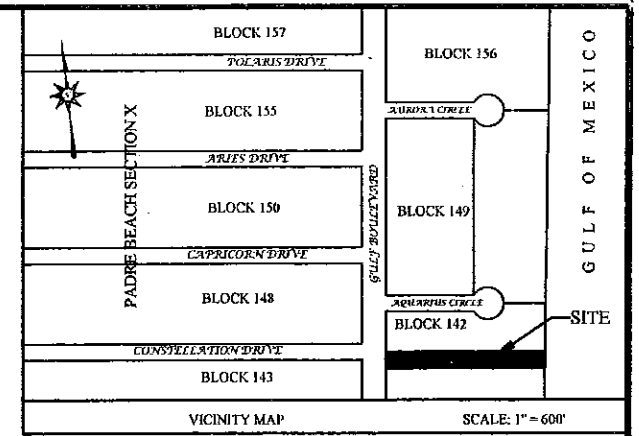 BLOCK 157
POLARIS DRIVE
BLOCK 156
BLOCK 155
AURORA CIRCLE
PADRE BEACH SECTION X
ARIES DRIVE
GULF BOULEVARD
GULF OF MEXICO
BLOCK 150
BLOCK 149
CAPRICORN DRIVE
BLOCK 148
AQUARIUS CIRCLE
BLOCK 142
SITE
CONSTELLATION DRIVE
BLOCK 143
VICINITY MAP
SCALE: 1" = 600'